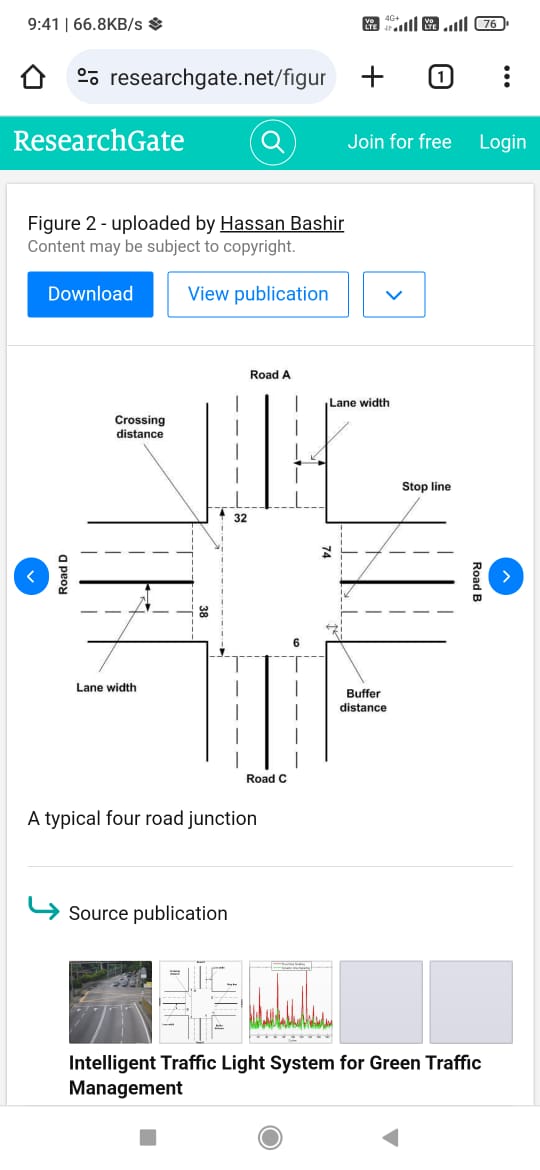 9:41 | 66.8KB/s
Vo LTE 4G+ Vo LTE 76
researchgate.net/figur
1
ResearchGate
Join for free Login
Figure 2 - uploaded by Hassan Bashir
Content may be subject to copyright.
Download
View publication
Road A
Lane width
Crossing
distance
Stop line
32
74
Road D
Road B
38
6
Lane width
Buffer
distance
Road C
A typical four road junction
Source publication
Intelligent Traffic Light System for Green Traffic
Management